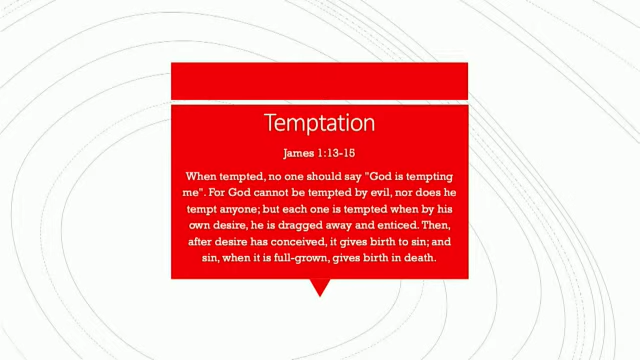 Temptation
James 1:13-15
When tempted, no one should say "God is tempting
me". For God cannot be tempted by evil, nor does he
tempt anyone; but each one is tempted when by his
own desire, he is dragged away and enticed. Then,
after desire has conceived, it gives birth to sin; and
sin, when it is full-grown, gives birth in death.